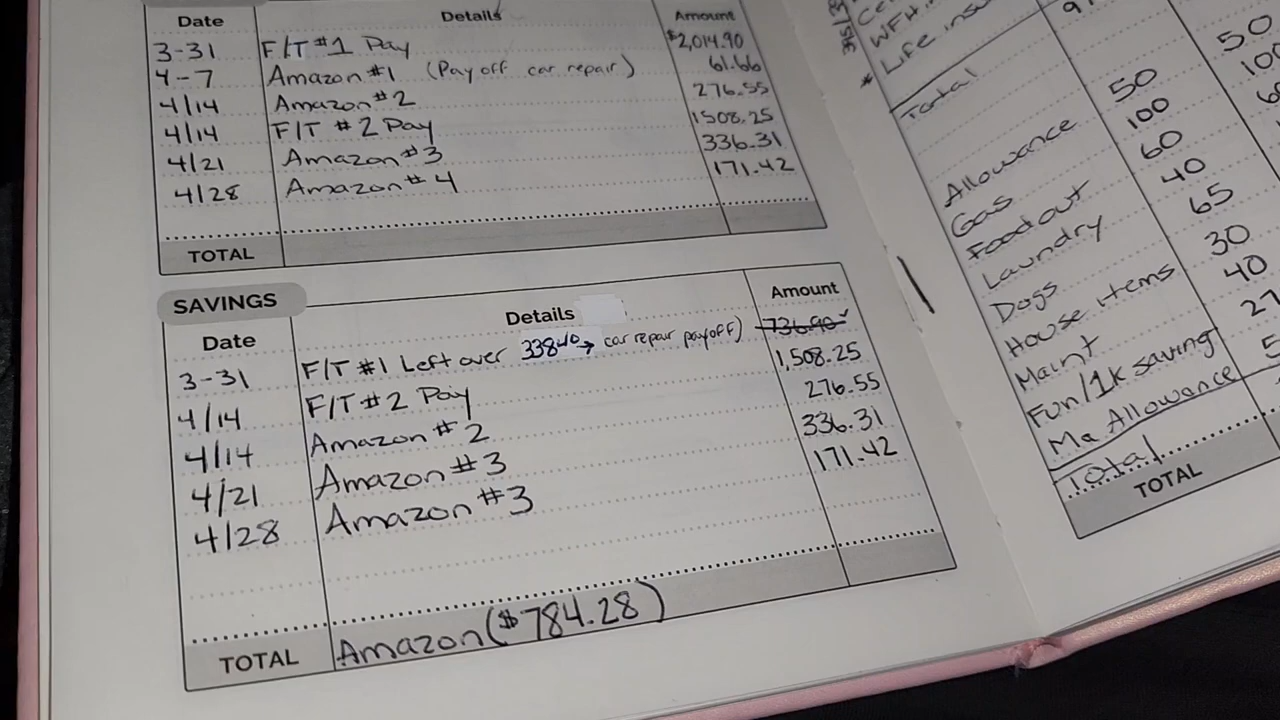 Date Details Amount
3-31 F/T #1 Pay $2,014.90
4-7 Amazon #1 (Pay off car repair) 61.66
4/14 Amazon #2 276.55
4/14 F/T #2 Pay 1508.25
4/21 Amazon #3 336.31
4/28 Amazon #4 171.42
TOTAL
SAVINGS
Date Details Amount
3-31 F/T #1 Left over 338 car repair payoff) 736.90
4/14 F/T #2 Pay 1,508.25
4/14 Amazon #2 276.55
4/21 Amazon #3 336.31
4/28 Amazon #3 171.42
TOTAL Amazon ($784.28)
WFH
* Life
Total
Allowance 50 50
Gas 100
Food out 60
Laundry 40
Dogs 65
House items 30
Maint 40
Fun/1k saving
Ma Allowance
Total
TOTAL